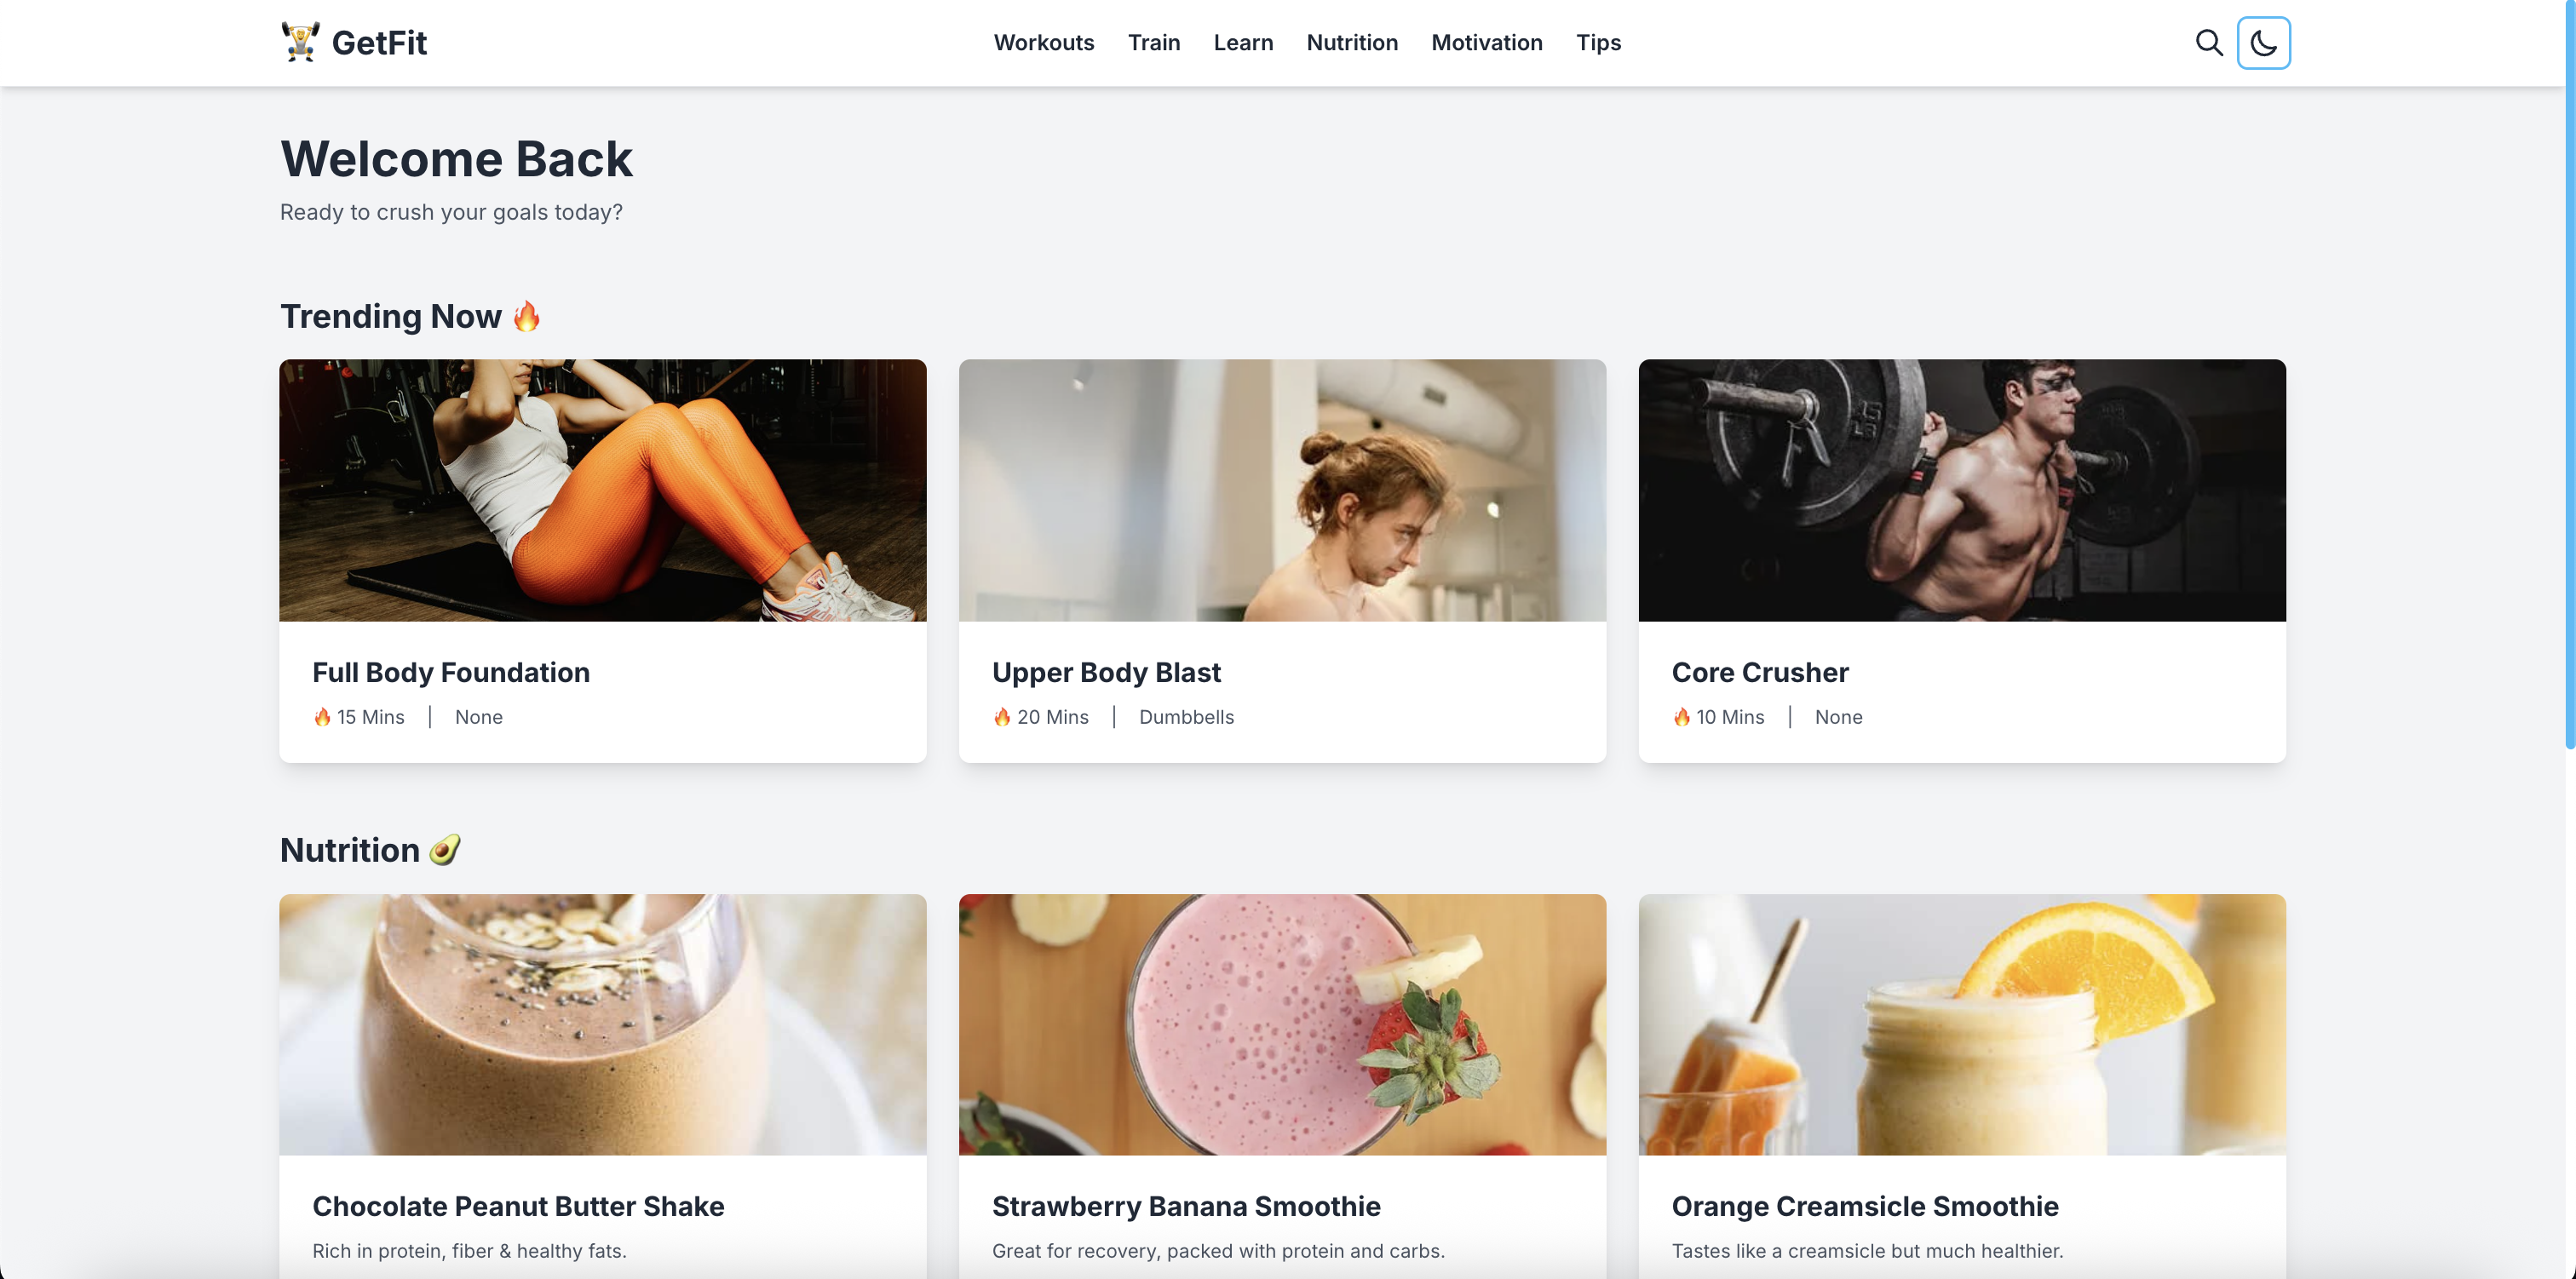 GetFit
Workouts Train Learn Nutrition Motivation Tips
Welcome Back
Ready to crush your goals today?
Trending Now 🔥
Full Body Foundation
🔥 15 Mins | None
Upper Body Blast
🔥 20 Mins | Dumbbells
Core Crusher
🔥 10 Mins | None
Nutrition 🥑
Chocolate Peanut Butter Shake
Rich in protein, fiber & healthy fats.
Strawberry Banana Smoothie
Great for recovery, packed with protein and carbs.
Orange Creamsicle Smoothie
Tastes like a creamsicle but much healthier.